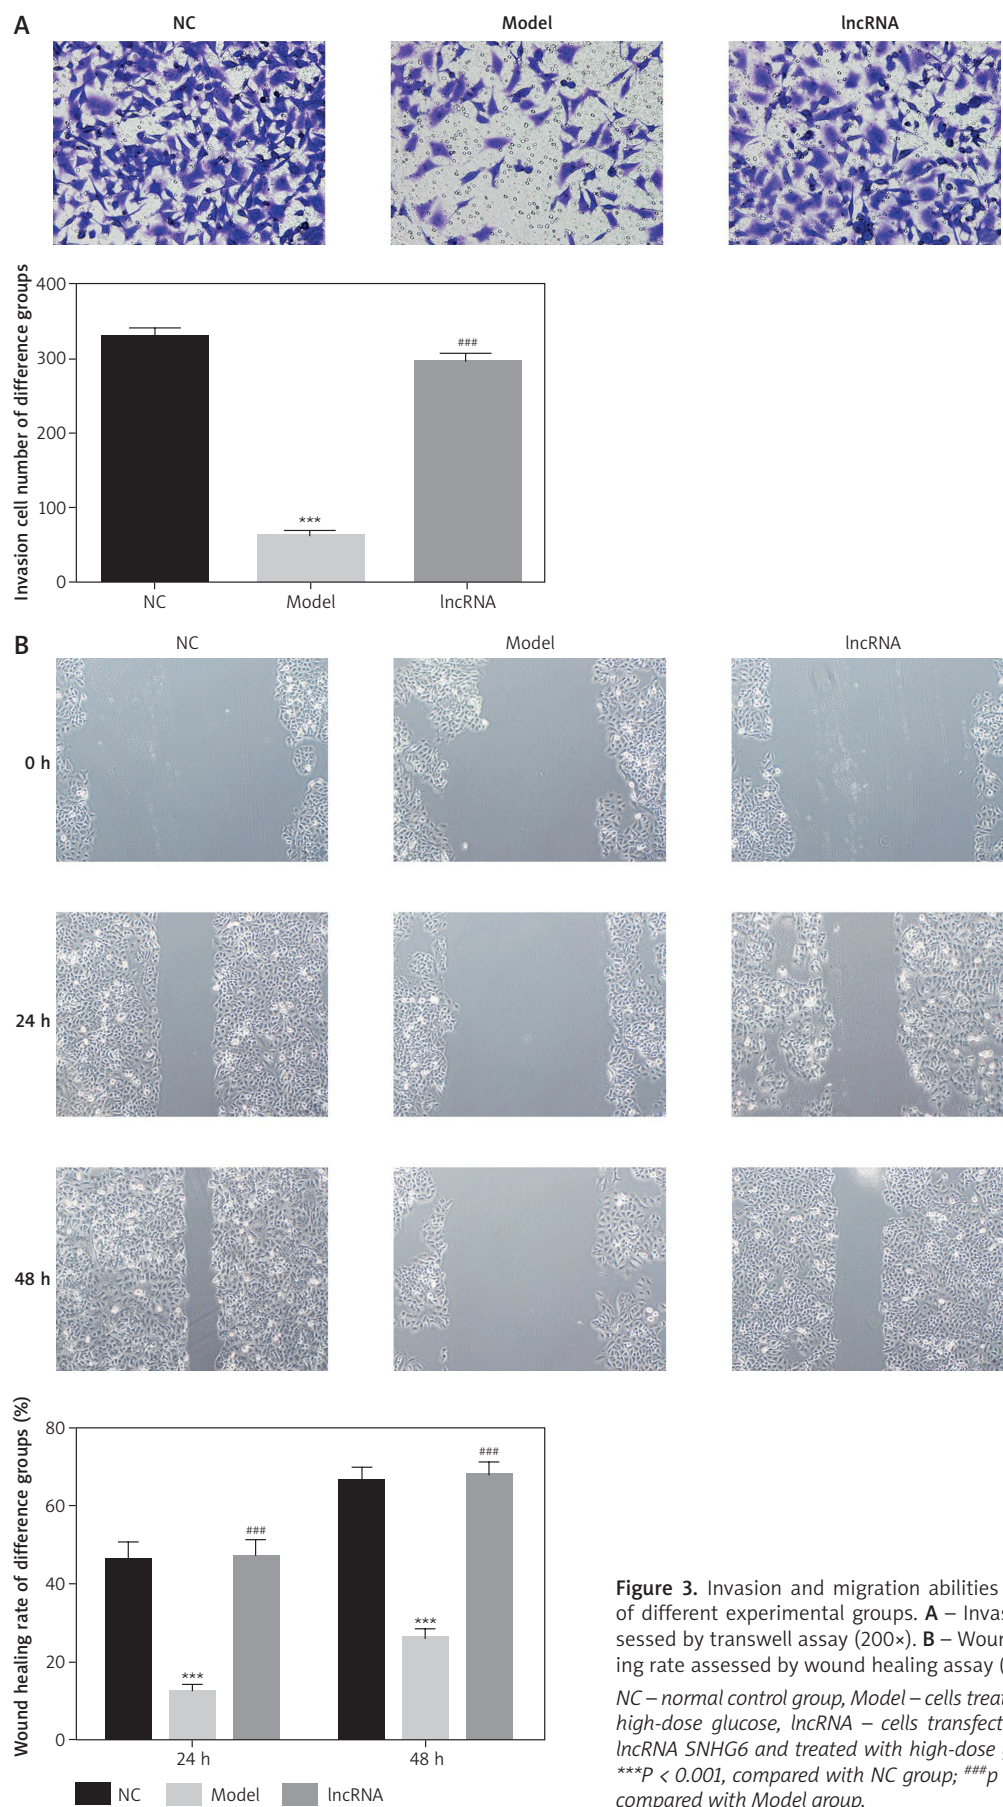 A
NC Model lncRNA
Invasion cell number of difference groups
400
300
200
100
0
***
###
NC Model lncRNA
B
NC Model lncRNA
0 h
24 h
48 h
Wound healing rate of difference groups (%)
80
60
40
20
0
***
###
***
###
24 h 48 h
NC Model lncRNA
Figure 3. Invasion and migration abilities
of different experimental groups. A – Invas
sessed by transwell assay (200×). B – Woun
ing rate assessed by wound healing assay (
NC – normal control group, Model – cells treat
high-dose glucose, lncRNA – cells transfect
lncRNA SNHG6 and treated with high-dose
***P < 0.001, compared with NC group; ###p
compared with Model group.